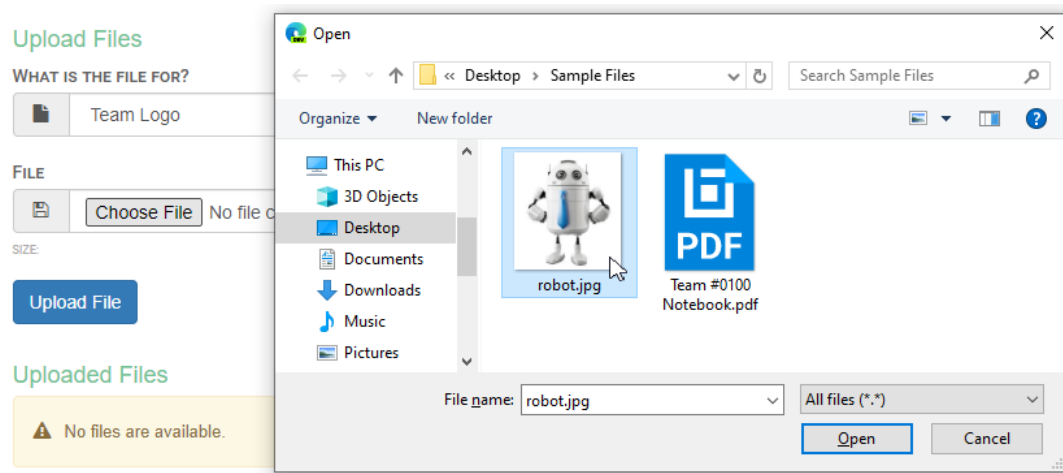 Upload Files
WHAT IS THE FILE FOR?
Team Logo
FILE
Choose File No file c
SIZE:
Upload File
Uploaded Files
No files are available.
Open
« Desktop › Sample Files
Search Sample Files
Organize
New folder
This PC
3D Objects
Desktop
Documents
Downloads
Music
Pictures
robot.jpg
PDF
Team #0100
Notebook.pdf
File name: robot.jpg
All files (*.*)
Open
Cancel